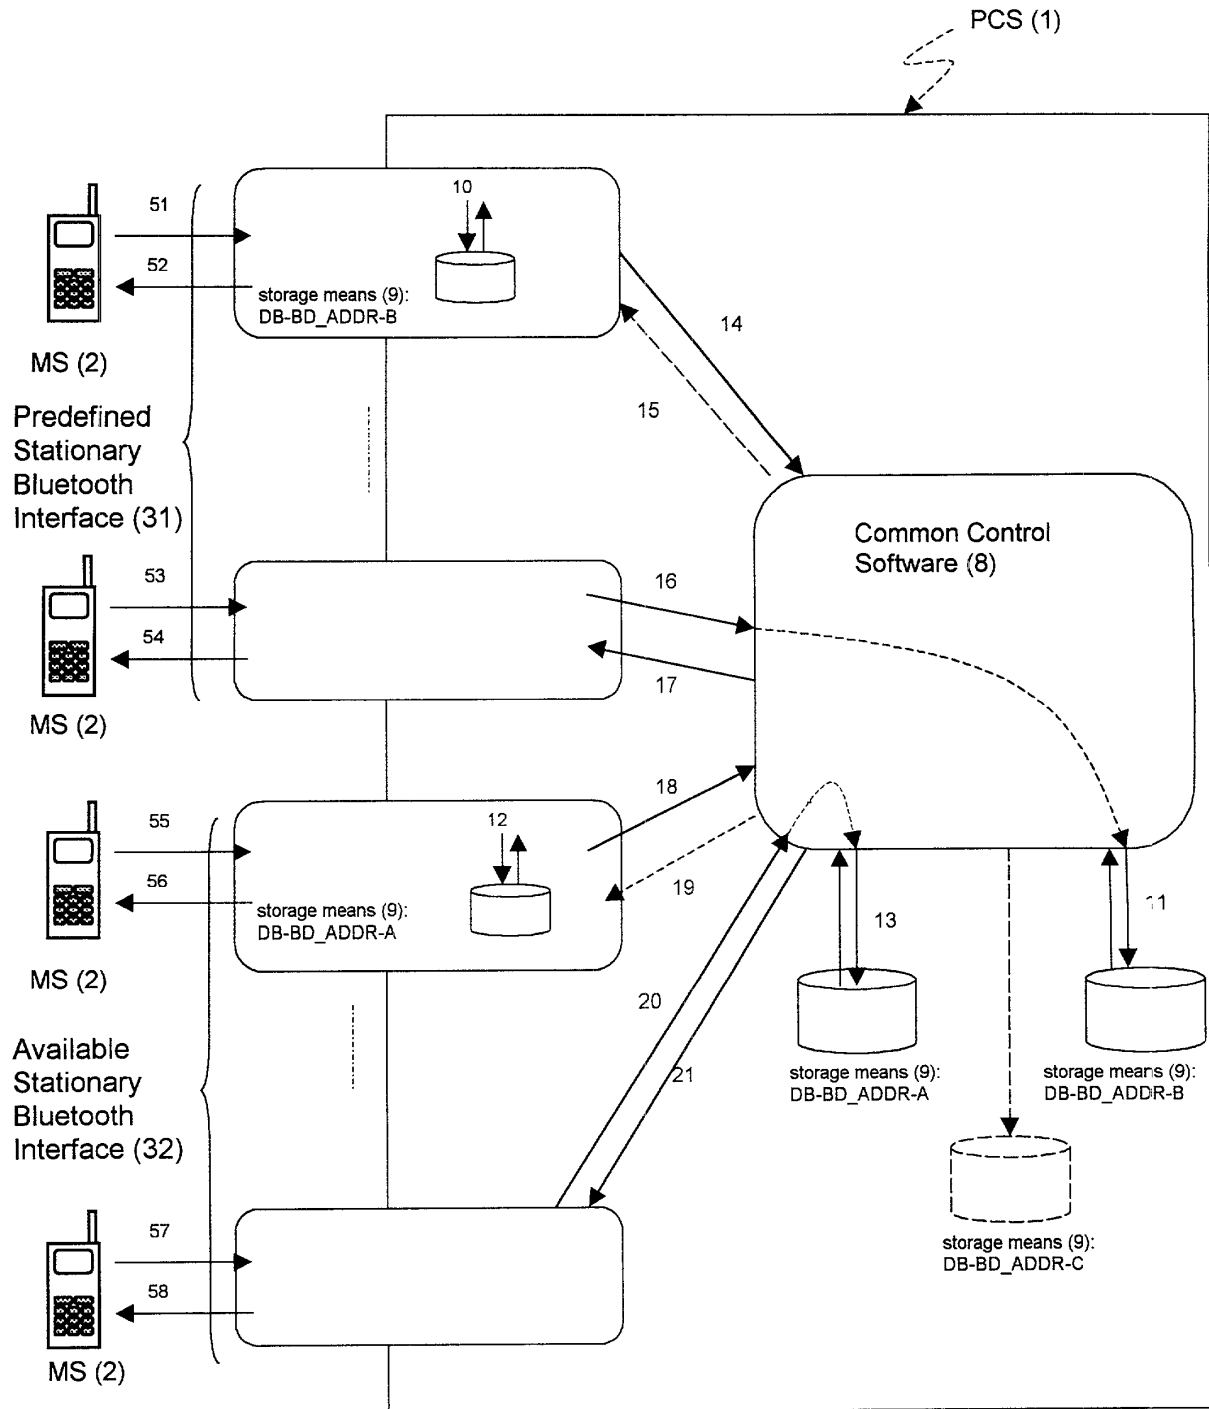 PCS (1)
51
52
10
storage means (9):
DB-BD_ADDR-B
MS (2)
14
15
Predefined
Stationary
Bluetooth
Interface (31)
Common Control
Software (8)
53
54
16
17
MS (2)
55
56
12
storage means (9):
DB-BD_ADDR-A
18
19
MS (2)
13
11
20
21
Available
Stationary
Bluetooth
Interface (32)
storage means (9):
DB-BD_ADDR-A
storage means (9):
DB-BD_ADDR-B
storage means (9):
DB-BD_ADDR-C
57
58
MS (2)